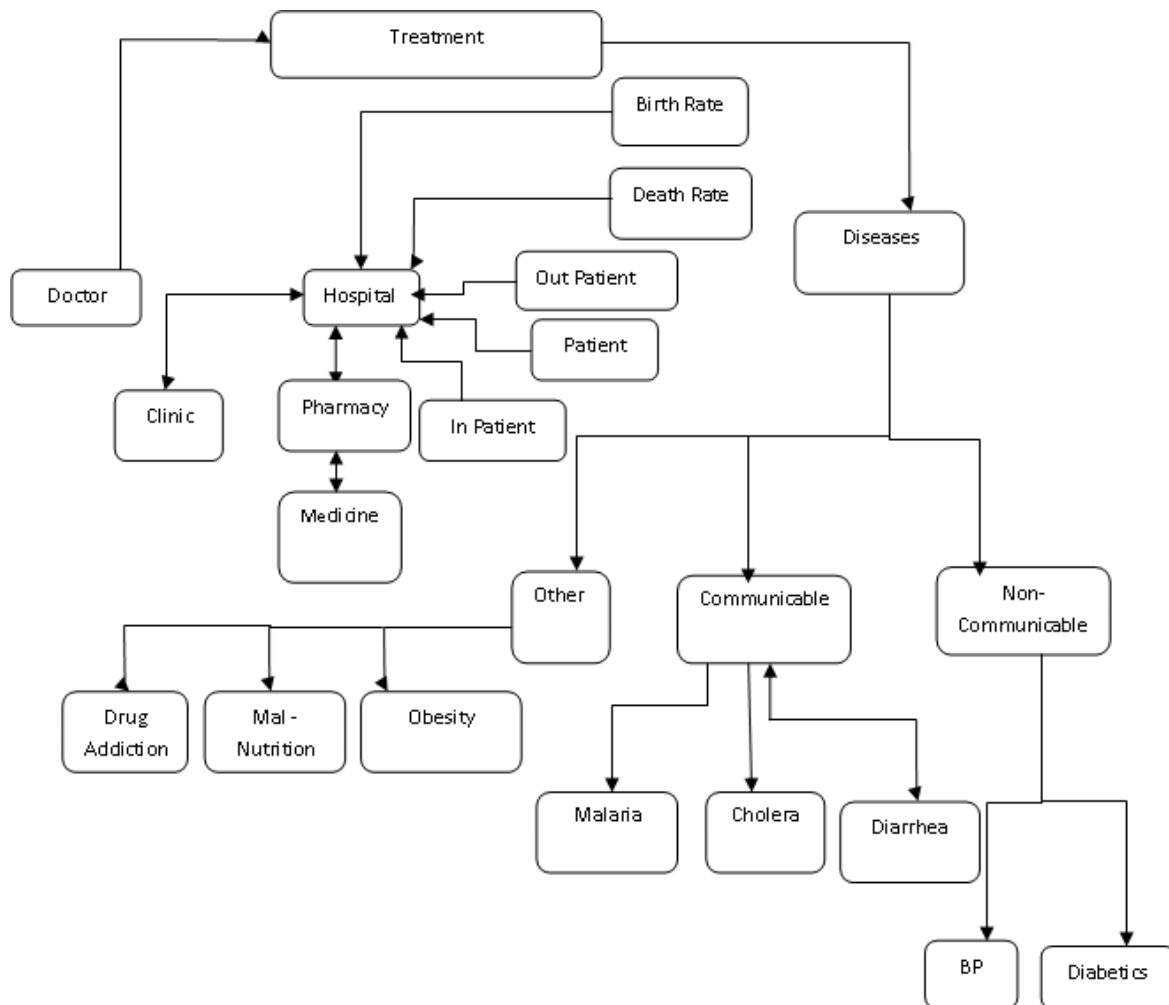 Treatment
Birth Rate
Death Rate
Diseases
Doctor
Hospital
Out Patient
Patient
Clinic
Pharmacy
In Patient
Medicine
Other
Communicable
Non-
Communicable
Drug
Addiction
Mal -
Nutrition
Obesity
Malaria
Cholera
Diarrhea
BP
Diabetics